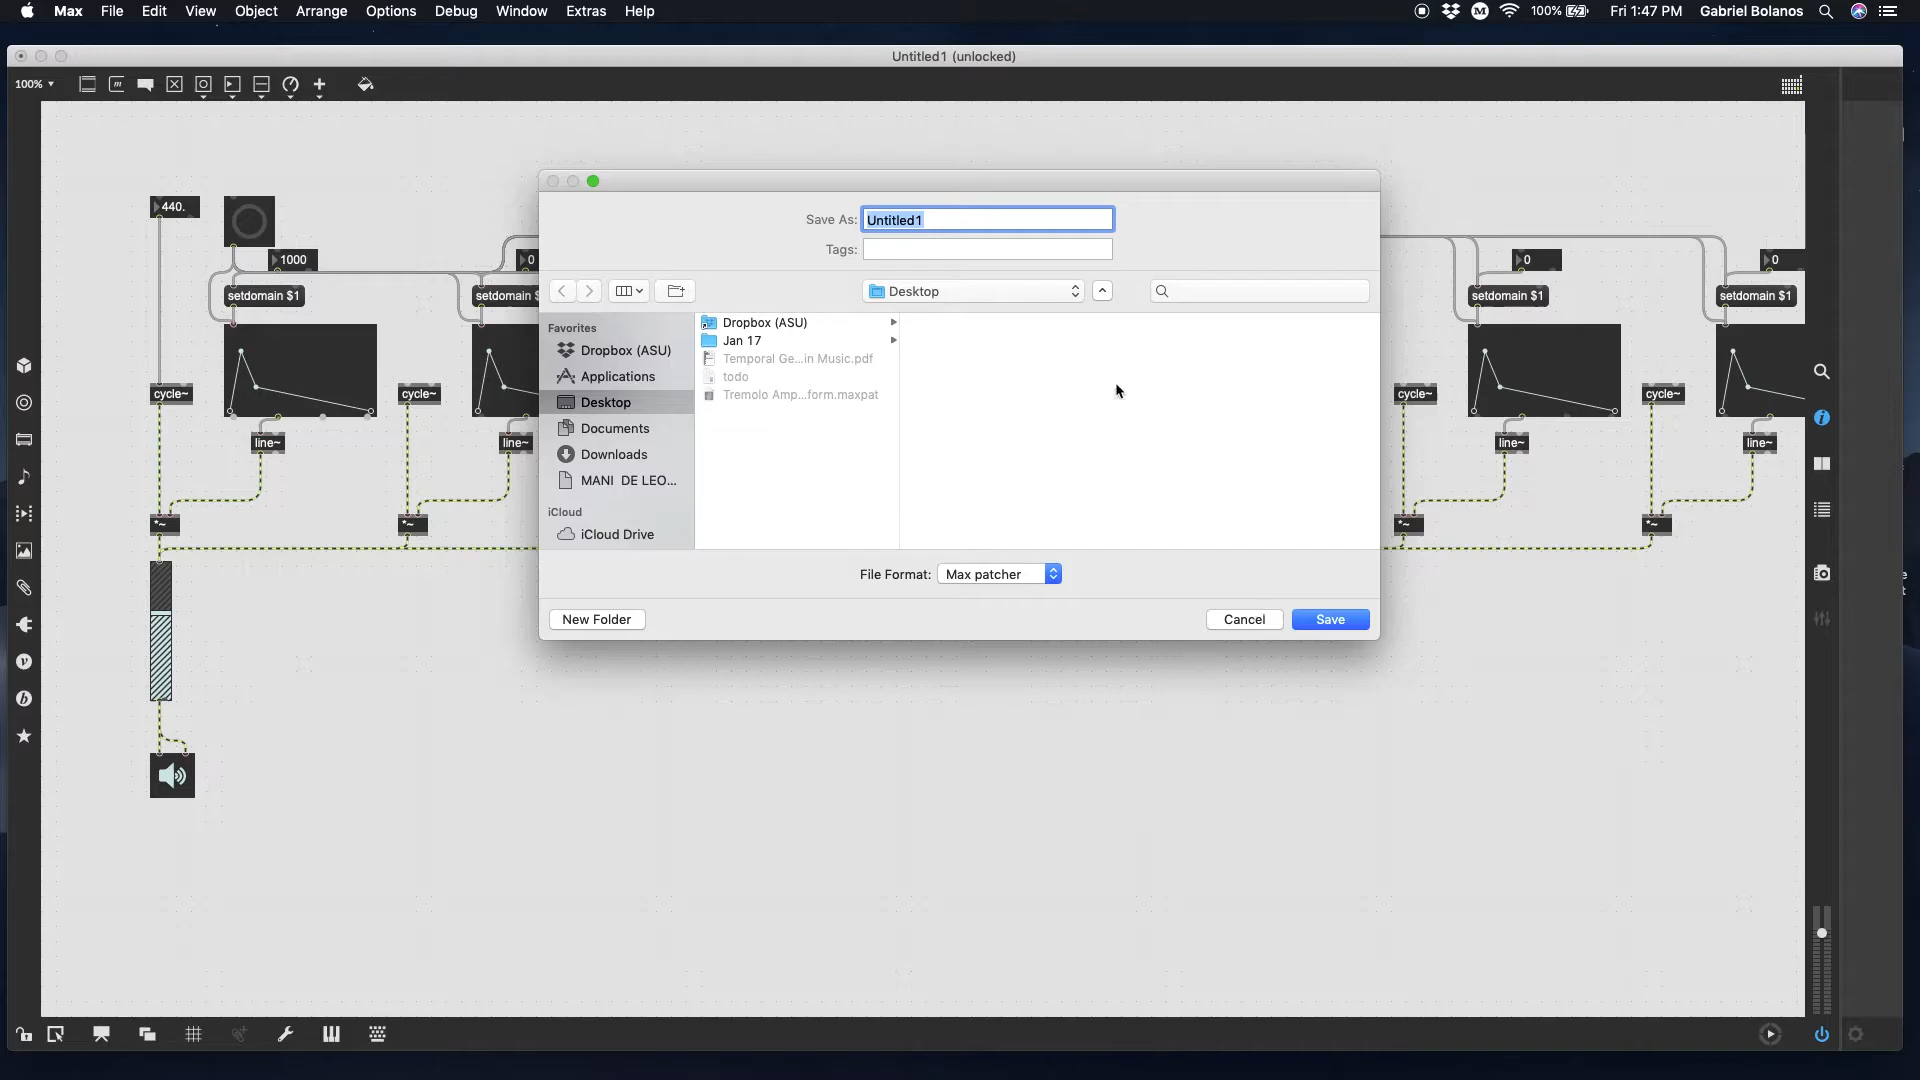 Max File Edit View Object Arrange Options Debug Window Extras Help
100% Fri 1:47 PM Gabriel Bolanos
Untitled1 (unlocked)
100%
440.
1000
0
0
0
setdomain $1
setdomain $
setdomain $1
setdomain $1
cycle~
cycle~
cycle~
cycle~
line~
line~
line~
line~
*~
*~
*~
*~
Save As: Untitled1
Tags:
Desktop
Favorites
Dropbox (ASU)
Applications
Desktop
Documents
Downloads
MANI DE LEO...
iCloud
iCloud Drive
Dropbox (ASU)
Jan 17
Temporal Ge...in Music.pdf
todo
Tremolo Amp...form.maxpat
File Format: Max patcher
New Folder
Cancel
Save